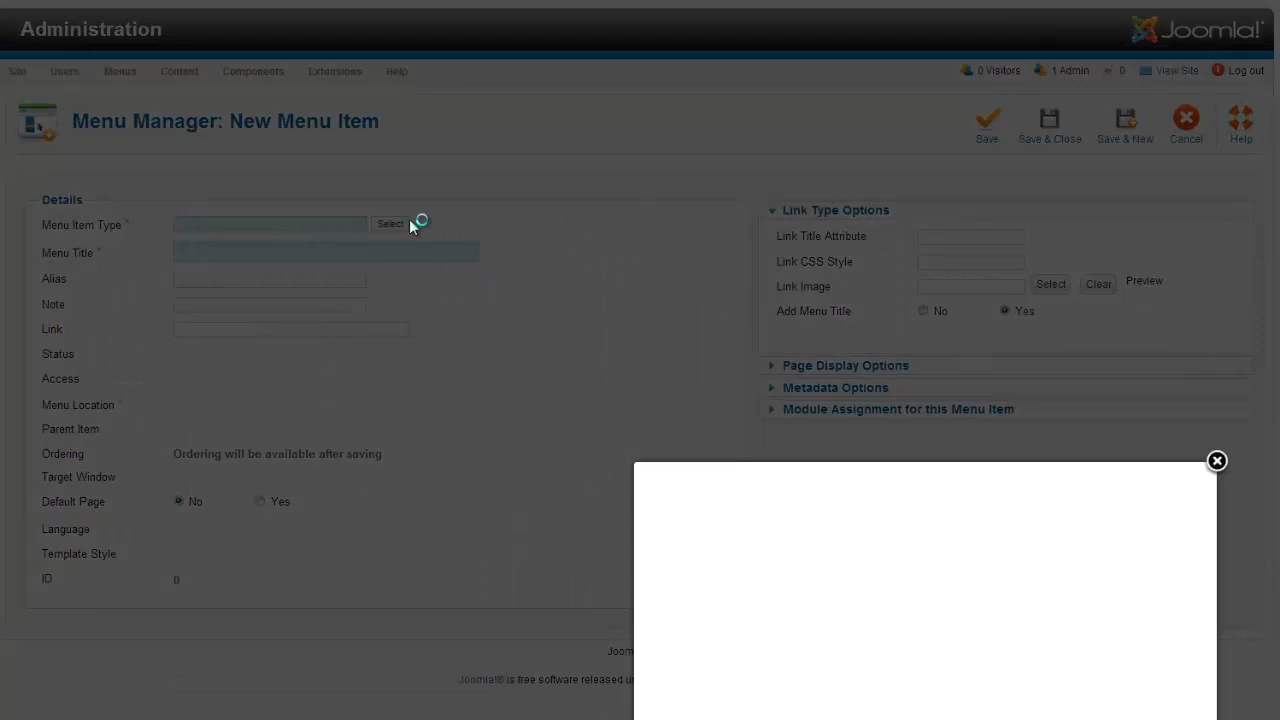 Administration
Joomla!
Site Users Menus Content Components Extensions Help
0 Visitors 1 Admin 0 View Site Log out
Menu Manager: New Menu Item
Save Save & Close Save & New Cancel Help
Details
Menu Item Type * Select
Menu Title *
Alias
Note
Link
Status
Access
Menu Location *
Parent Item
Ordering Ordering will be available after saving
Target Window
Default Page No Yes
Language
Template Style
ID 0
Link Type Options
Link Title Attribute
Link CSS Style
Link Image Select Clear Preview
Add Menu Title No Yes
Page Display Options
Metadata Options
Module Assignment for this Menu Item
Joom
Joomla!® is free software released u